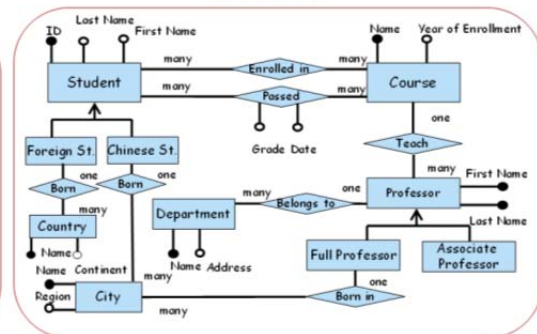 ID
Last Name
First Name
Name
Year of Enrollment
many
Enrolled in
many
Student
Course
many
Passed
many
Grade
Date
one
Teach
many
Foreign St.
Chinese St.
one
one
Born
Born
many
Country
Name
Continent
Department
many
Belongs to
one
Professor
First Name
Last Name
Name
Address
Full Professor
Associate Professor
Name
Region
City
many
many
Born in
one